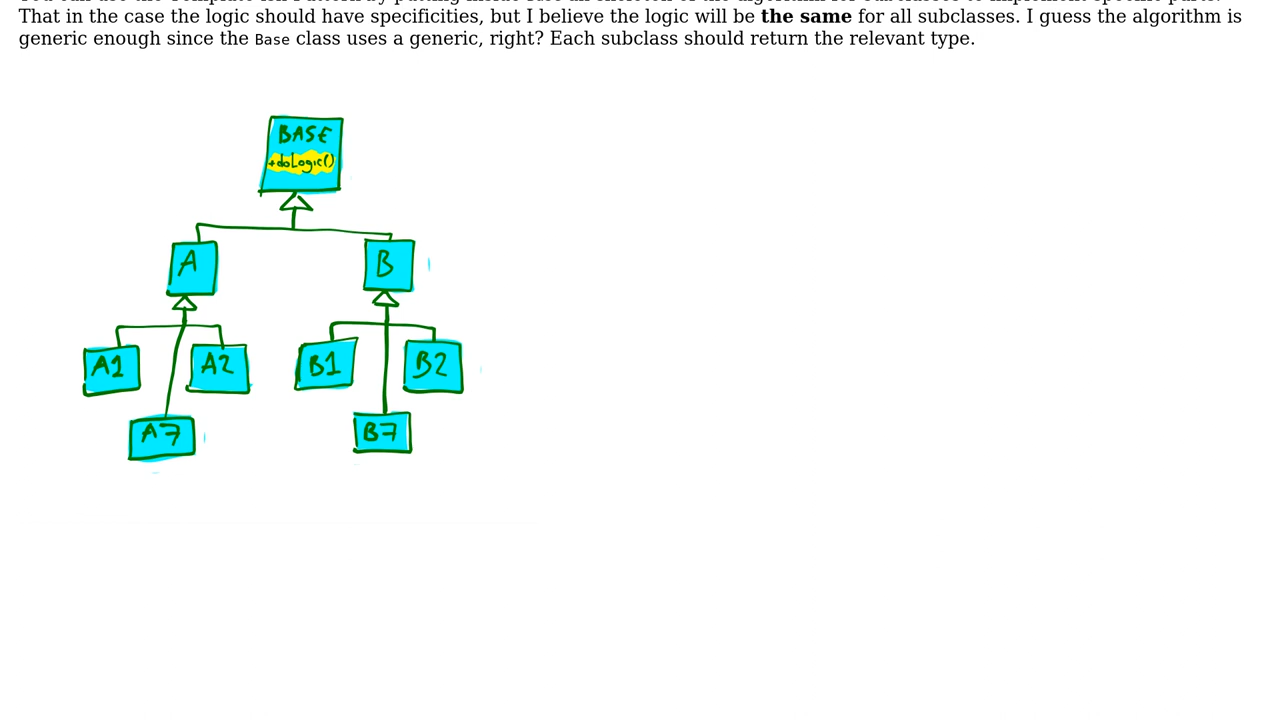 That in the case the logic should have specificities, but I believe the logic will be the same for all subclasses. I guess the algorithm is
generic enough since the Base class uses a generic, right? Each subclass should return the relevant type.
BASE
+doLogic()
A
B
A1
A2
B1
B2
A7
B7